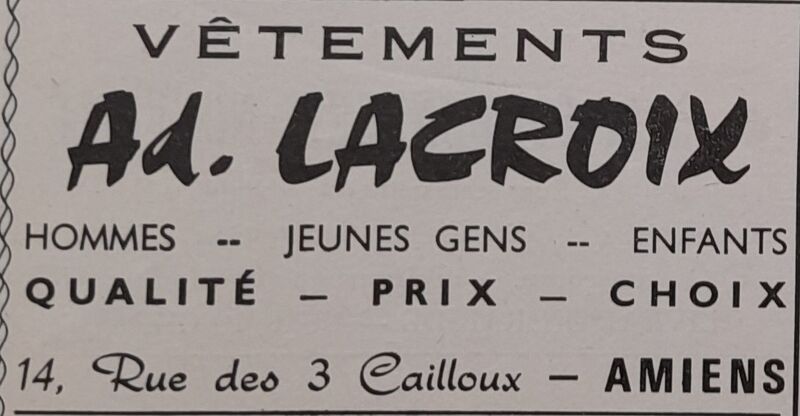 VÊTEMENTS
Ad. LACROIX
HOMMES -- JEUNES GENS -- ENFANTS
QUALITÉ — PRIX — CHOIX
14, Rue des 3 Cailloux — AMIENS